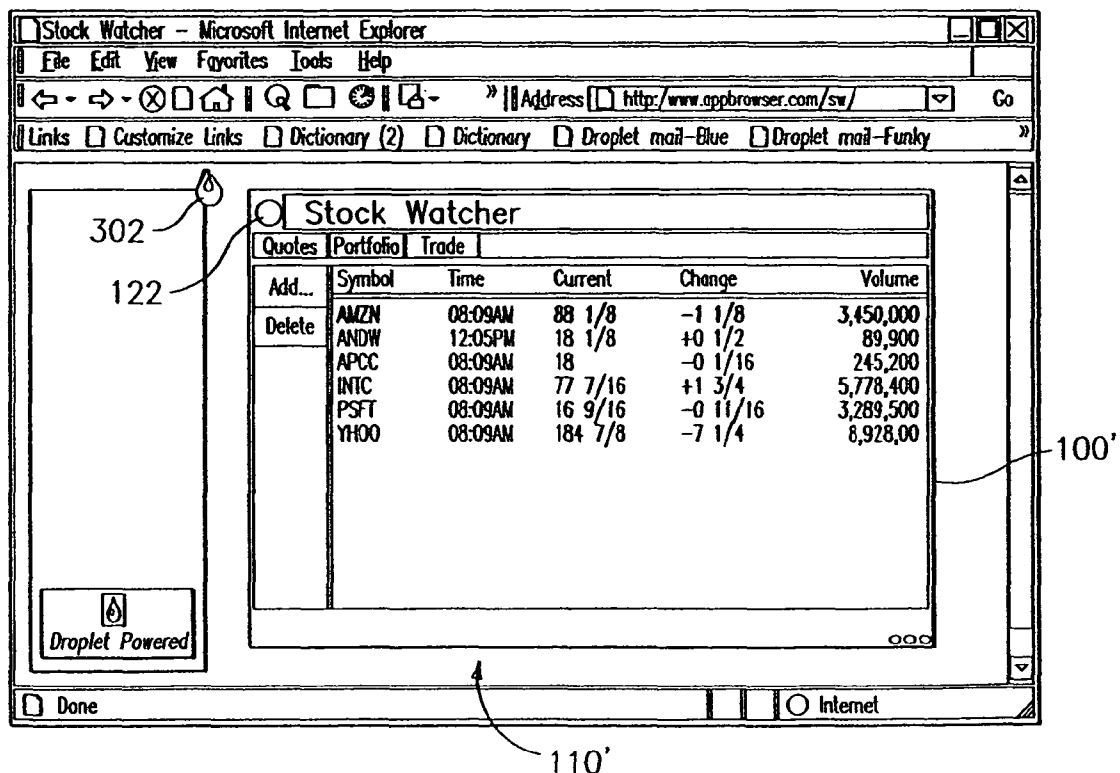 Stock Watcher – Microsoft Internet Explorer
File Edit View Favorites Tools Help
» Address http:/www.appbrowser.com/sw/ Go
Links Customize Links Dictionary (2) Dictionary Droplet mail–Blue Droplet mail–Funky »
302
122
Stock Watcher
Quotes Portfolio Trade
Add...
Delete
Symbol Time Current Change Volume
AMZN 08:09AM 88 1/8 –1 1/8 3,450,000
ANDW 12:05PM 18 1/8 +0 1/2 89,900
APCC 08:09AM 18 –0 1/16 245,200
INTC 08:09AM 77 7/16 +1 3/4 5,778,400
PSFT 08:09AM 16 9/16 –0 11/16 3,289,500
YHOO 08:09AM 184 7/8 –7 1/4 8,928,00
100'
Droplet Powered
Done Internet
110'